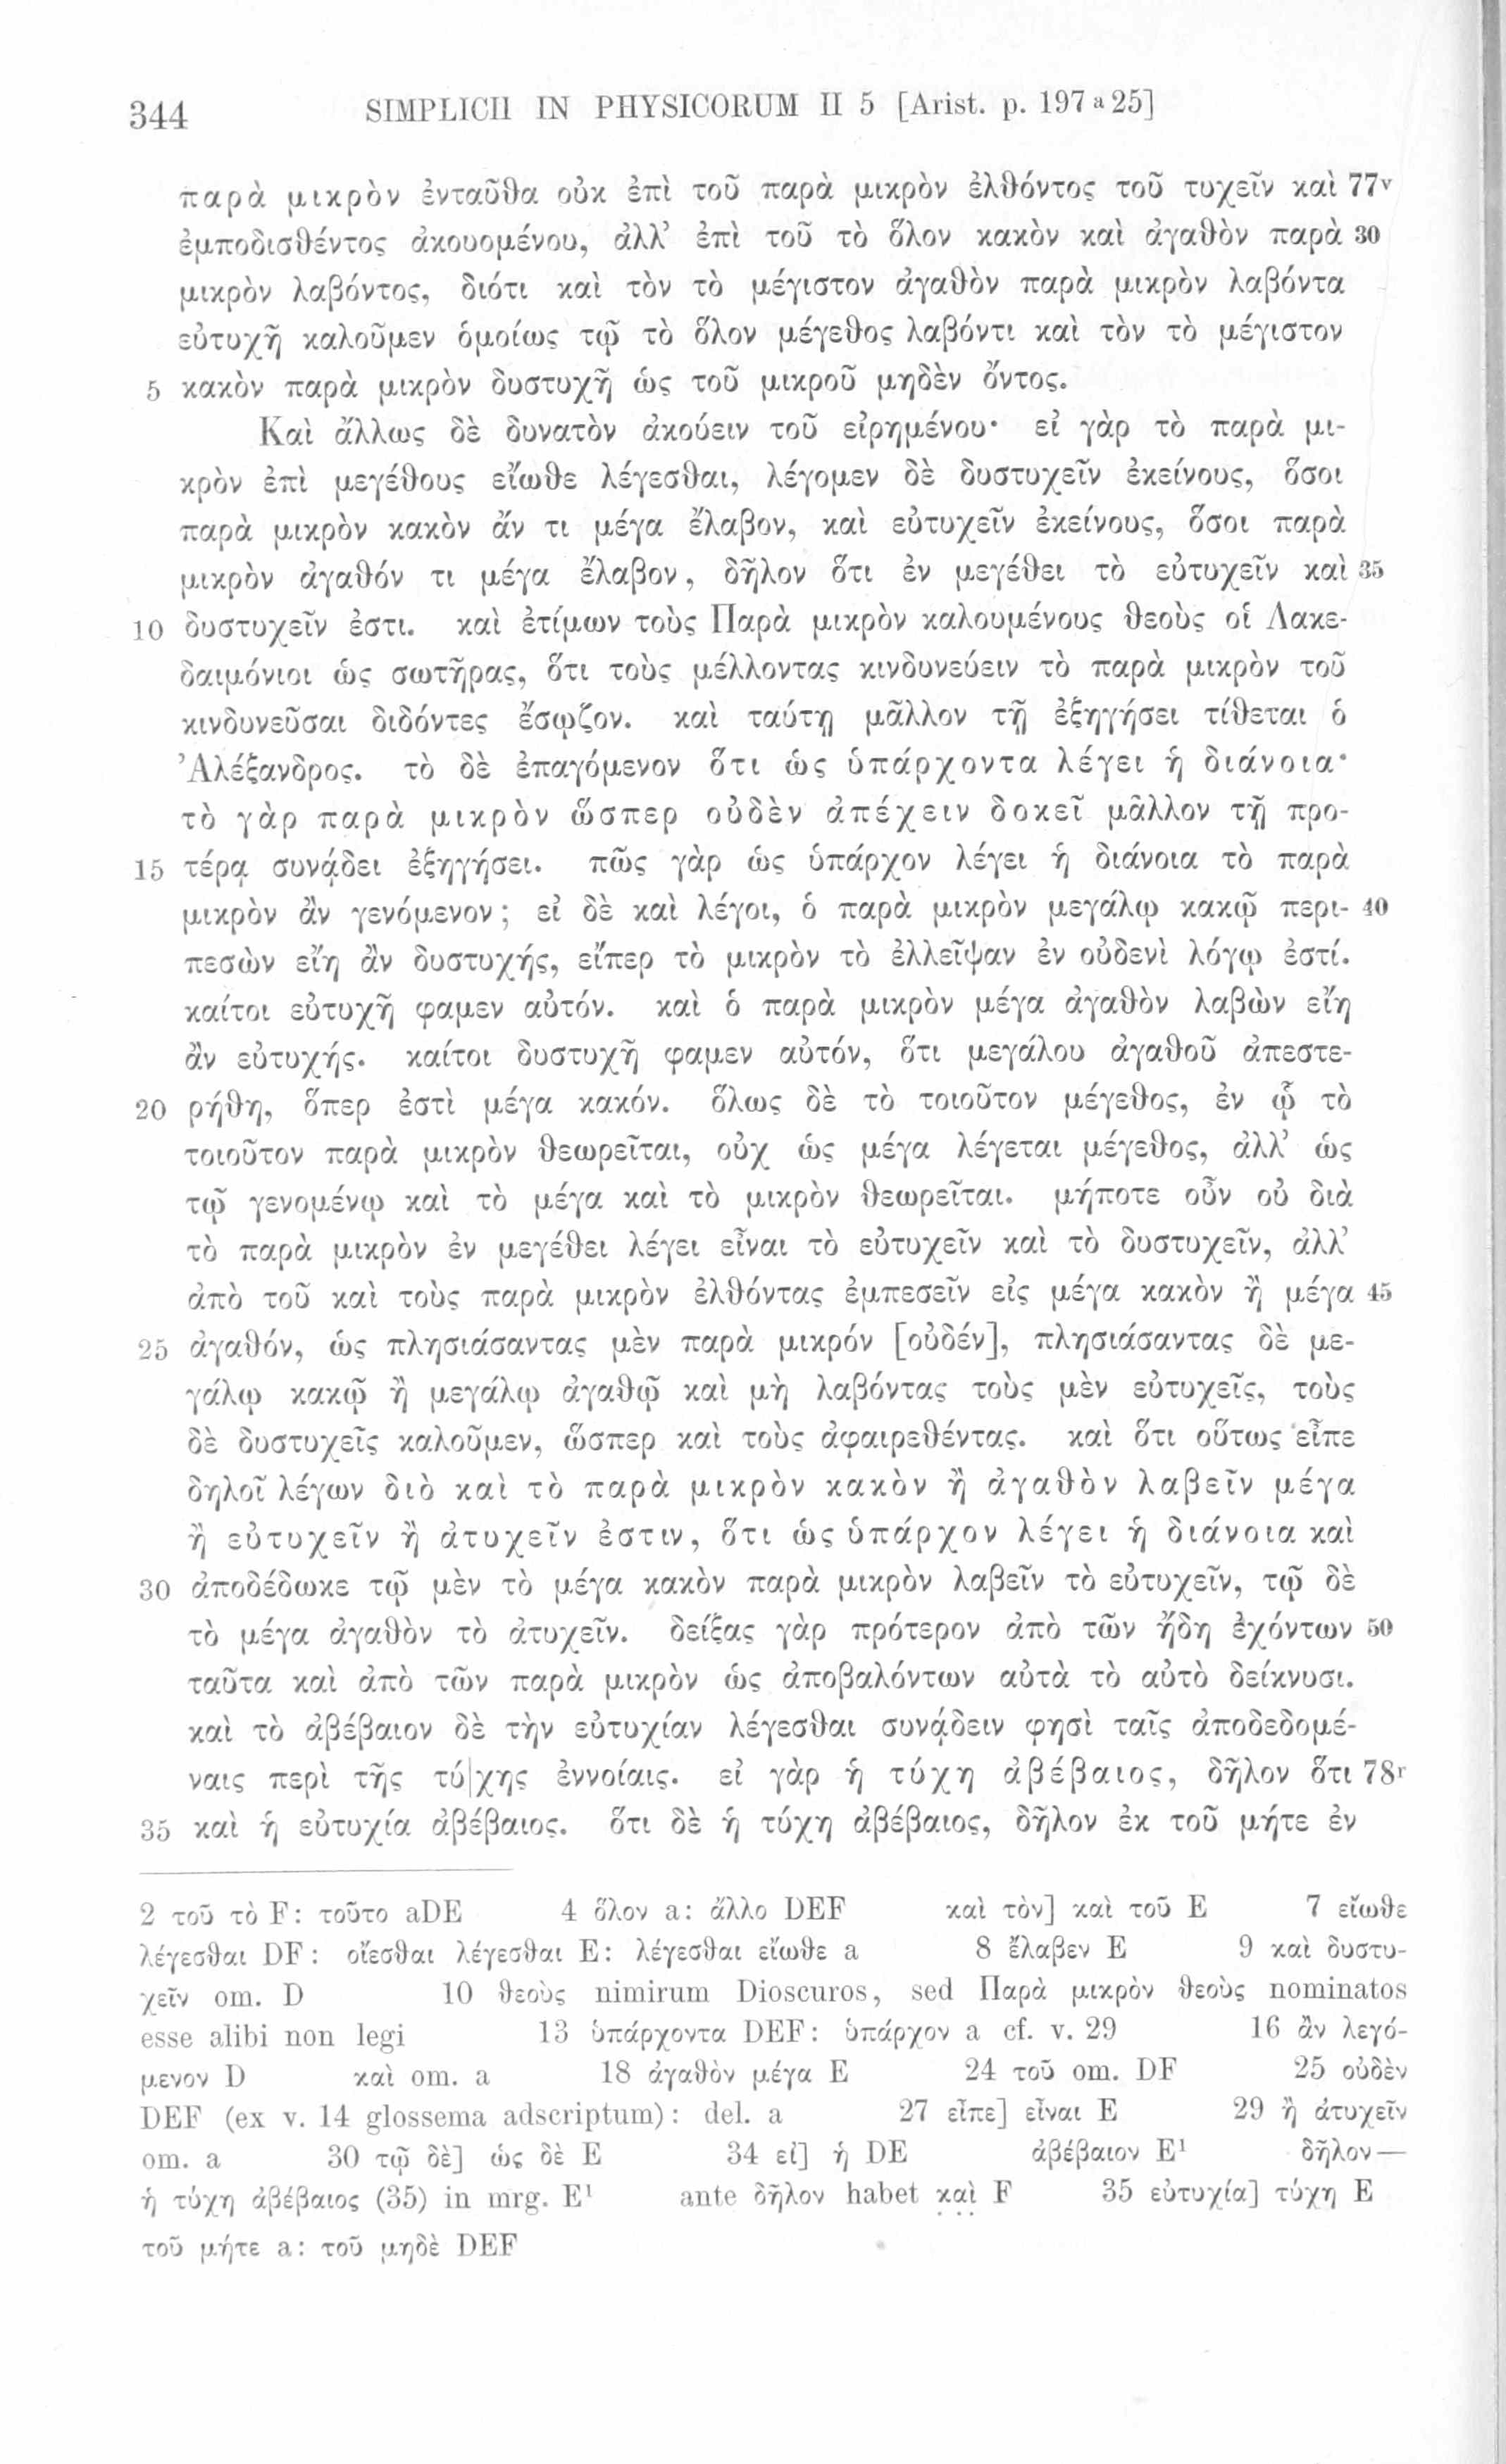 344 SIMPLICII IN PHYSICORUM II 5 [Arist. p. 197 a 25]
παρὰ μικρὸν ἐνταῦθα οὐκ ἐπὶ τοῦ παρὰ μικρὸν ἐλθόντος τοῦ τυχεῖν καὶ 77v
ἐμποδισθέντος ἀκουομένου, ἀλλ’ ἐπὶ τοῦ τὸ ὅλον κακὸν καὶ ἀγαθὸν παρὰ 30
μικρὸν λαβόντος, διότι καὶ τὸν τὸ μέγιστον ἀγαθὸν παρὰ μικρὸν λαβόντα
εὐτυχῆ καλοῦμεν ὁμοίως τῷ τὸ ὅλον μέγεθος λαβόντι καὶ τὸν τὸ μέγιστον
5 κακὸν παρὰ μικρὸν δυστυχῆ ὡς τοῦ μικροῦ μηδὲν ὄντος.
Καὶ ἄλλως δὲ δυνατὸν ἀκούειν τοῦ εἰρημένου· εἰ γὰρ τὸ παρὰ μι-
κρὸν ἐπὶ μεγέθους εἴωθε λέγεσθαι, λέγομεν δὲ δυστυχεῖν ἐκείνους, ὅσοι
παρὰ μικρὸν κακὸν ἄν τι μέγα ἔλαβον, καὶ εὐτυχεῖν ἐκείνους, ὅσοι παρὰ
μικρὸν ἀγαθόν τι μέγα ἔλαβον, δῆλον ὅτι ἐν μεγέθει τὸ εὐτυχεῖν καὶ 35
10 δυστυχεῖν ἐστι. καὶ ἐτίμων τοὺς Παρὰ μικρὸν καλουμένους θεοὺς οἱ Λακε-
δαιμόνιοι ὡς σωτῆρας, ὅτι τοὺς μέλλοντας κινδυνεύειν τὸ παρὰ μικρὸν τοῦ
κινδυνεῦσαι διδόντες ἔσῳζον. καὶ ταύτῃ μᾶλλον τῇ ἐξηγήσει τίθεται ὁ
Ἀλέξανδρος. τὸ δὲ ἐπαγόμενον ὅτι ὡς ὑπάρχοντα λέγει ἡ διάνοια·
τὸ γὰρ παρὰ μικρὸν ὥσπερ οὐδὲν ἀπέχειν δοκεῖ μᾶλλον τῇ προ-
15 τέρᾳ συνᾴδει ἐξηγήσει. πῶς γὰρ ὡς ὑπάρχον λέγει ἡ διάνοια τὸ παρὰ
μικρὸν ἂν γενόμενον; εἰ δὲ καὶ λέγοι, ὁ παρὰ μικρὸν μεγάλῳ κακῷ περι- 40
πεσὼν εἴη ἂν δυστυχής, εἴπερ τὸ μικρὸν τὸ ἐλλεῖψαν ἐν οὐδενὶ λόγῳ ἐστί.
καίτοι εὐτυχῆ φαμεν αὐτόν. καὶ ὁ παρὰ μικρὸν μέγα ἀγαθὸν λαβὼν εἴη
ἂν εὐτυχής. καίτοι δυστυχῆ φαμεν αὐτόν, ὅτι μεγάλου ἀγαθοῦ ἀπεστε-
20 ρήθη, ὅπερ ἐστὶ μέγα κακόν. ὅλως δὲ τὸ τοιοῦτον μέγεθος, ἐν ᾧ τὸ
τοιοῦτον παρὰ μικρὸν θεωρεῖται, οὐχ ὡς μέγα λέγεται μέγεθος, ἀλλ’ ὡς
τῷ γενομένῳ καὶ τὸ μέγα καὶ τὸ μικρὸν θεωρεῖται. μήποτε οὖν οὐ διὰ
τὸ παρὰ μικρὸν ἐν μεγέθει λέγει εἶναι τὸ εὐτυχεῖν καὶ τὸ δυστυχεῖν, ἀλλ’
ἀπὸ τοῦ καὶ τοὺς παρὰ μικρὸν ἐλθόντας ἐμπεσεῖν εἰς μέγα κακὸν ἢ μέγα 45
25 ἀγαθόν, ὡς πλησιάσαντας μὲν παρὰ μικρόν [οὐδέν], πλησιάσαντας δὲ με-
γάλῳ κακῷ ἢ μεγάλῳ ἀγαθῷ καὶ μὴ λαβόντας τοὺς μὲν εὐτυχεῖς, τοὺς
δὲ δυστυχεῖς καλοῦμεν, ὥσπερ καὶ τοὺς ἀφαιρεθέντας. καὶ ὅτι οὕτως εἶπε
δηλοῖ λέγων διὸ καὶ τὸ παρὰ μικρὸν κακὸν ἢ ἀγαθὸν λαβεῖν μέγα
ἢ εὐτυχεῖν ἢ ἀτυχεῖν ἐστιν, ὅτι ὡς ὑπάρχον λέγει ἡ διάνοια καὶ
30 ἀποδέδωκε τῷ μὲν τὸ μέγα κακὸν παρὰ μικρὸν λαβεῖν τὸ εὐτυχεῖν, τῷ δὲ
τὸ μέγα ἀγαθὸν τὸ ἀτυχεῖν. δείξας γὰρ πρότερον ἀπὸ τῶν ἤδη ἐχόντων 50
ταῦτα καὶ ἀπὸ τῶν παρὰ μικρὸν ὡς ἀποβαλόντων αὐτὰ τὸ αὐτὸ δείκνυσι.
καὶ τὸ ἀβέβαιον δὲ τὴν εὐτυχίαν λέγεσθαι συνᾴδειν φησὶ ταῖς ἀποδεδομέ-
ναις περὶ τῆς τύ|χης ἐννοίαις. εἰ γὰρ ἡ τύχη ἀβέβαιος, δῆλον ὅτι 78r
35 καὶ ἡ εὐτυχία ἀβέβαιος. ὅτι δὲ ἡ τύχη ἀβέβαιος, δῆλον ἐκ τοῦ μήτε ἐν
2 τοῦ τὸ F: τοῦτο aDE 4 ὅλον a: ἄλλο DEF καὶ τὸν] καὶ τοῦ E 7 εἴωθε
λέγεσθαι DF: οἴεσθαι λέγεσθαι E: λέγεσθαι εἴωθε a 8 ἔλαβεν E 9 καὶ δυστυ-
χεῖν om. D 10 θεοὺς nimirum Dioscuros, sed Παρὰ μικρὸν θεοὺς nominatos
esse alibi non legi 13 ὑπάρχοντα DEF: ὑπάρχον a cf. v. 29 16 ἂν λεγό-
μενον D καὶ om. a 18 ἀγαθὸν μέγα E 24 τοῦ om. DF 25 οὐδὲν
DEF (ex v. 14 glossema adscriptum): del. a 27 εἶπε] εἶναι E 29 ἢ ἀτυχεῖν
om. a 30 τῷ δὲ] ὡς δὲ E 34 εἰ] ἡ DE ἀβέβαιον E¹ δῆλον—
ἡ τύχη ἀβέβαιος (35) in mrg. E¹ ante δῆλον habet καὶ F 35 εὐτυχία] τύχη E
τοῦ μήτε a: τοῦ μηδὲ DEF